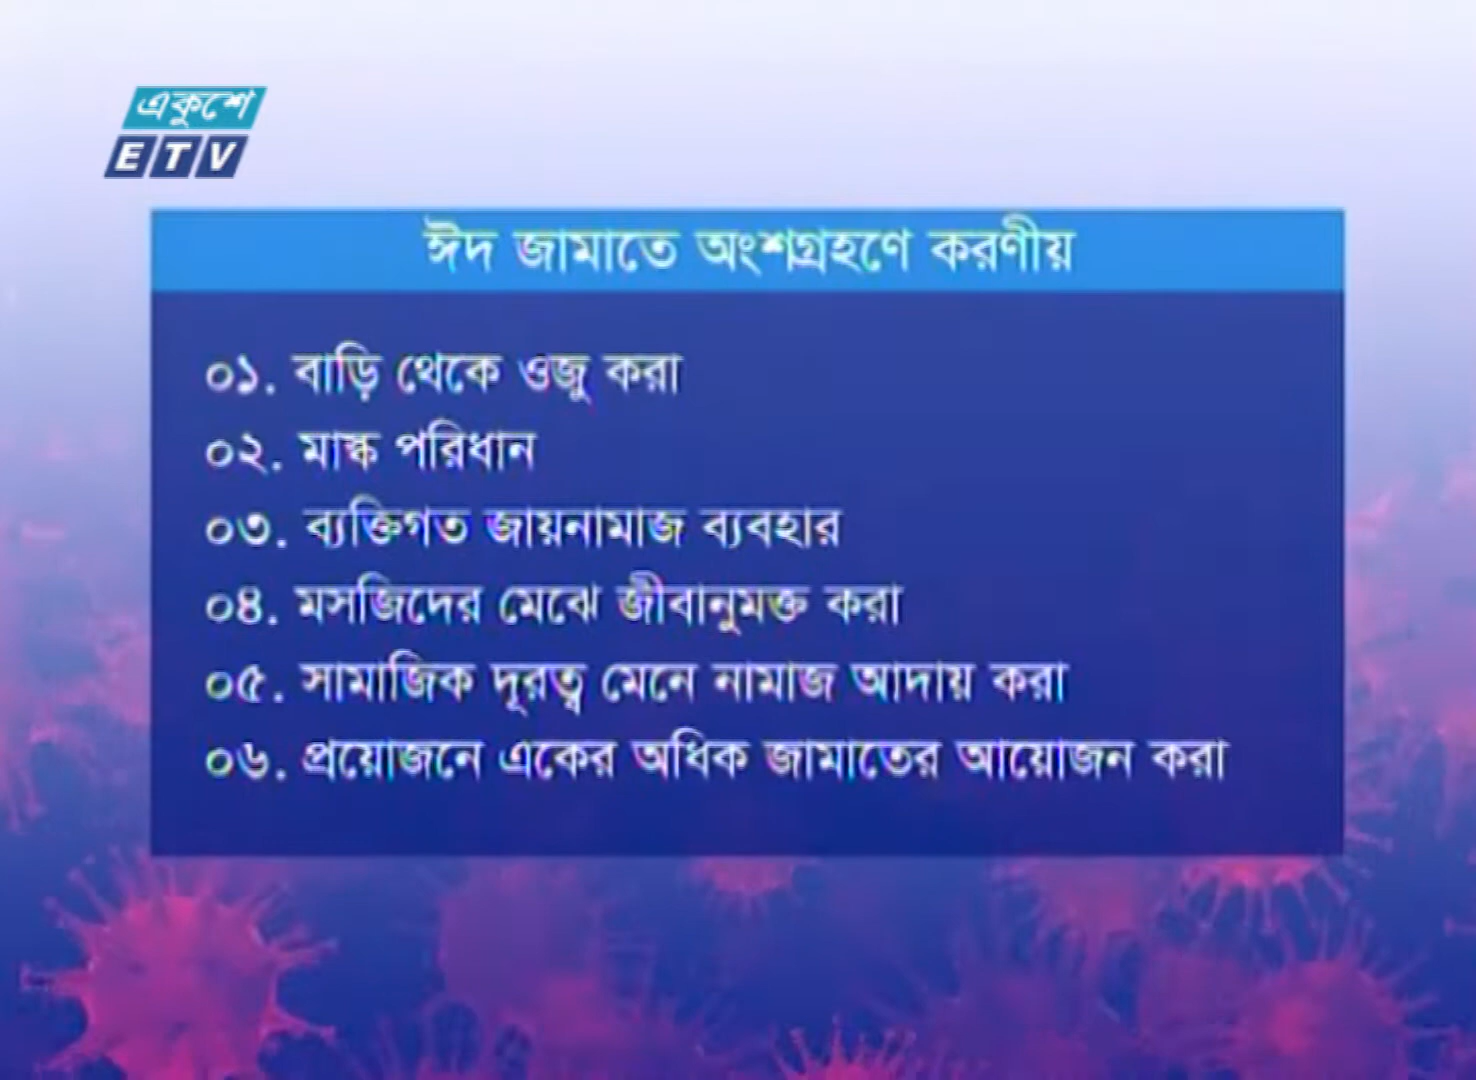 একুশে
ETV
ঈদ জামাতে অংশগ্রহণে করণীয়
০১. বাড়ি থেকে ওজু করা
০২. মাস্ক পরিধান
০৩. ব্যক্তিগত জায়নামাজ ব্যবহার
০৪. মসজিদের মেঝে জীবানুমক্ত করা
০৫. সামাজিক দূরত্ব মেনে নামাজ আদায় করা
০৬. প্রয়োজনে একের অধিক জামাতের আয়োজন করা